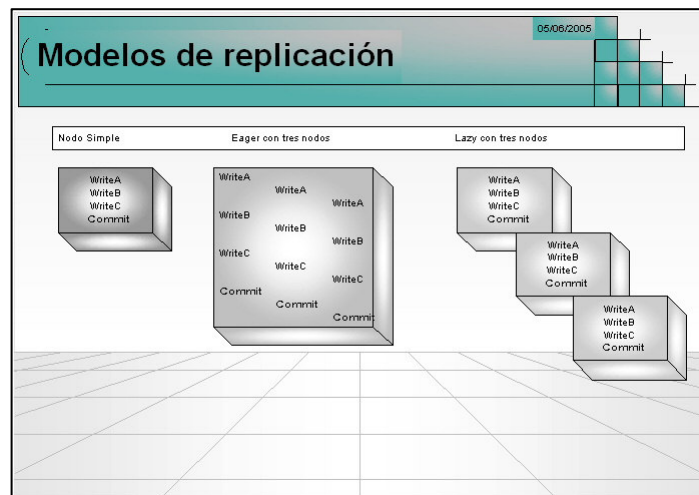 05/06/2005
Modelos de replicación
Nodo Simple Eager con tres nodos Lazy con tres nodos
WriteA
WriteB
WriteC
Commit
WriteA
WriteB
WriteC
Commit
WriteA
WriteB
WriteC
Commit
WriteA
WriteB
WriteC
Commit
WriteA
WriteB
WriteC
Commit
WriteA
WriteB
WriteC
Commit
WriteA
WriteB
WriteC
Commit